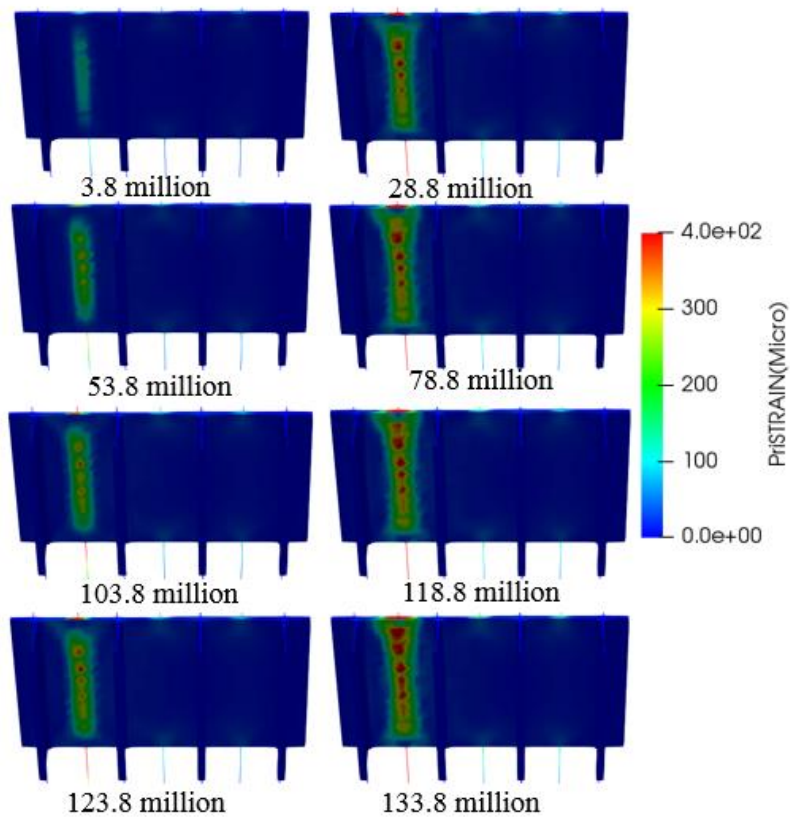 3.8 million
28.8 million
53.8 million
78.8 million
103.8 million
118.8 million
123.8 million
133.8 million
4.0e+02
300
200
100
0.0e+00
PriSTRAIN(Micro)